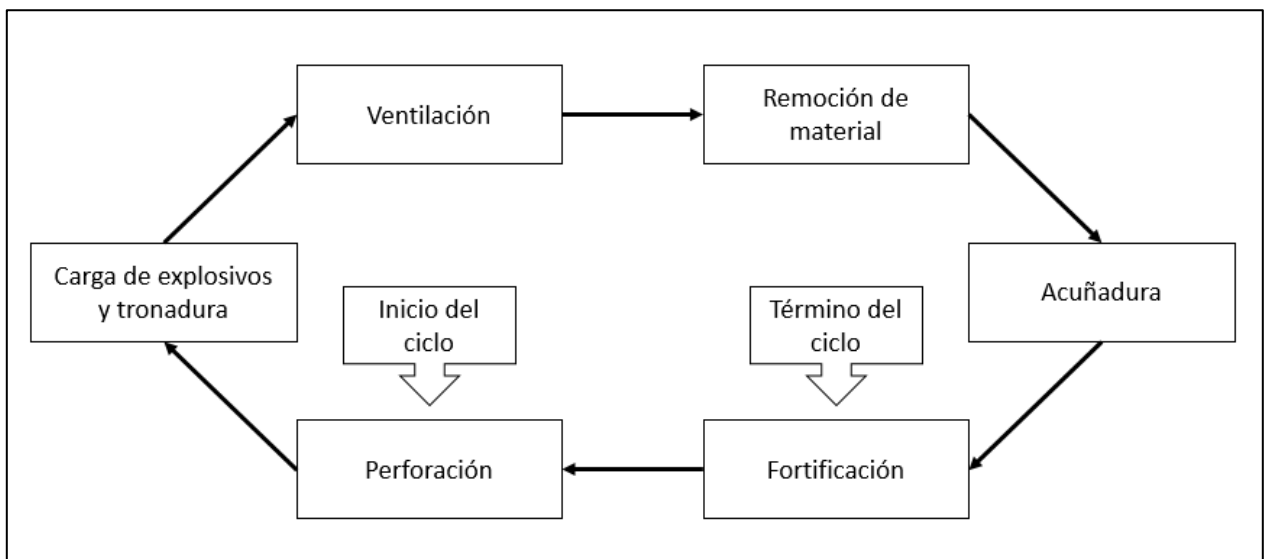 Ventilación
Remoción de
material
Carga de explosivos
y tronadura
Inicio del
ciclo
Término del
ciclo
Acuñadura
Perforación
Fortificación